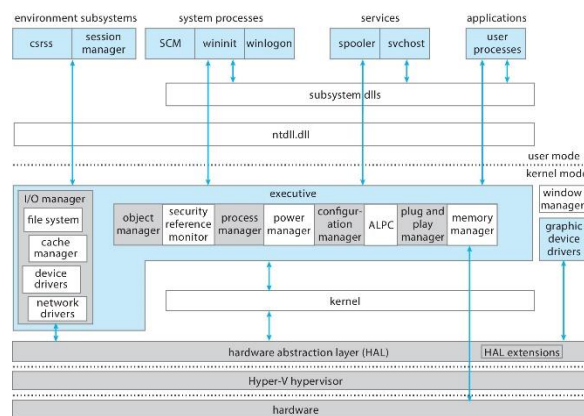 environment subsystems
system processes
services
applications
csrss
session
manager
SCM
wininit
winlogon
spooler
svchost
user
processes
subsystem dlls
ntdll.dll
user mode
kernel mode
executive
I/O manager
file system
cache
manager
device
drivers
network
drivers
object
manager
security
reference
monitor
process
manager
power
manager
configur-
ation
manager
ALPC
plug and
play
manager
memory
manager
window
manager
graphic
device
drivers
kernel
hardware abstraction layer (HAL)
HAL extensions
Hyper-V hypervisor
hardware